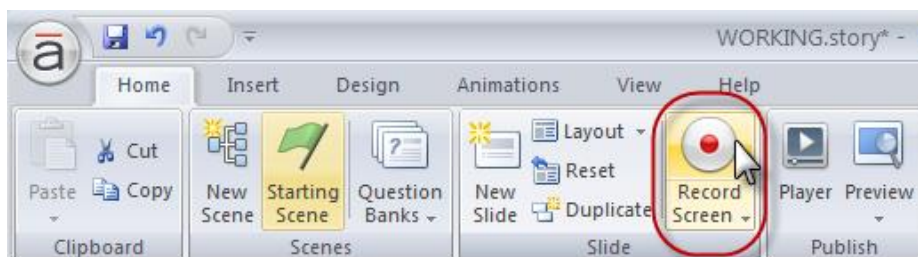 ā
WORKING.story* -
Home Insert Design Animations View Help
Paste
Cut
Copy
Clipboard
New
Scene
Starting
Scene
Question
Banks
Scenes
New
Slide
Layout
Reset
Duplicate
Record
Screen
Slide
Player
Preview
Publish